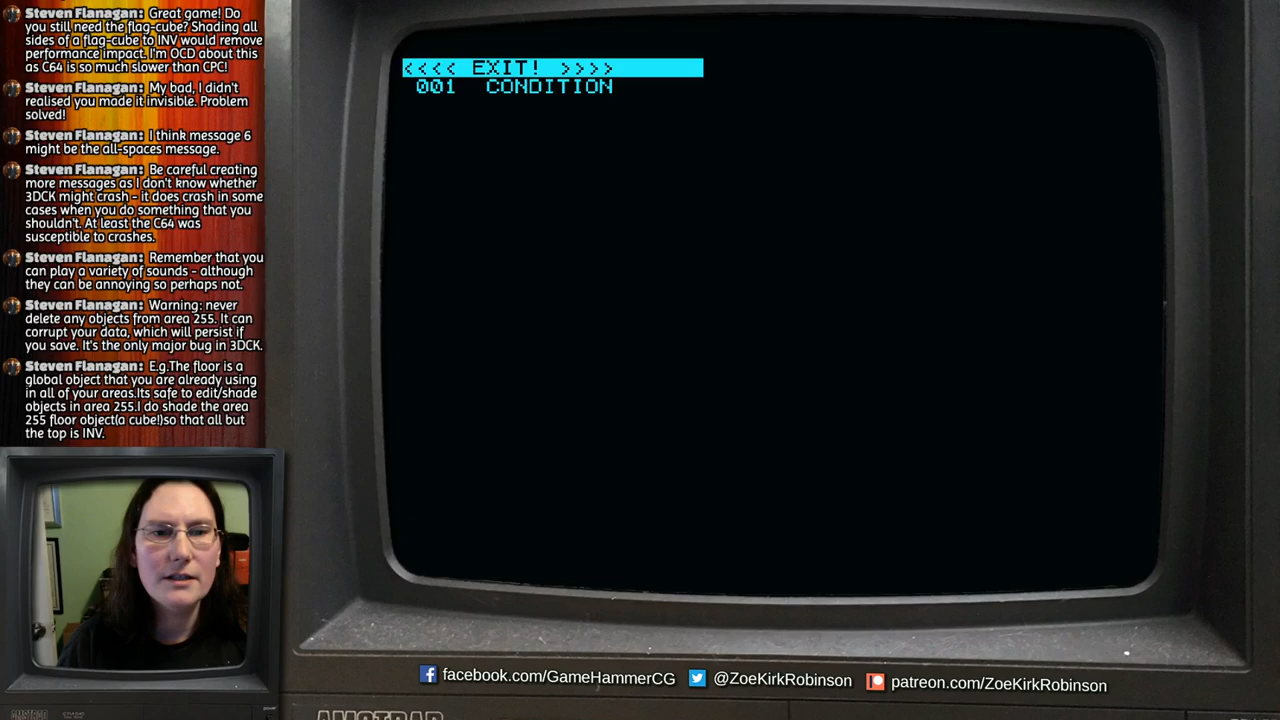 Steven Flanagan: Great game! Do
you still need the flag-cube? Shading all
sides of a flag-cube to INV would remove
performance impact. I'm OCD about this
as C64 is so much slower than CPC!
Steven Flanagan: My bad, I didn't
realised you made it invisible. Problem
solved!
Steven Flanagan: I think message 6
might be the all-spaces message.
Steven Flanagan: Be careful creating
more messages as I don't know whether
3DCK might crash - it does crash in some
cases when you do something that you
shouldn't. At least the C64 was
susceptible to crashes.
Steven Flanagan: Remember that you
can play a variety of sounds - although
they can be annoying so perhaps not.
Steven Flanagan: Warning: never
delete any objects from area 255. It can
corrupt your data, which will persist if
you save. It's the only major bug in 3DCK.
Steven Flanagan: E.g.The floor is a
global object that you are already using
in all of your areas.Its safe to edit/shade
objects in area 255.I do shade the area
255 floor object(a cube!)so that all but
the top is INV.
<<<< EXIT! >>>>
001 CONDITION
facebook.com/GameHammerCG
@ZoeKirkRobinson
patreon.com/ZoeKirkRobinson
AMSTRAD